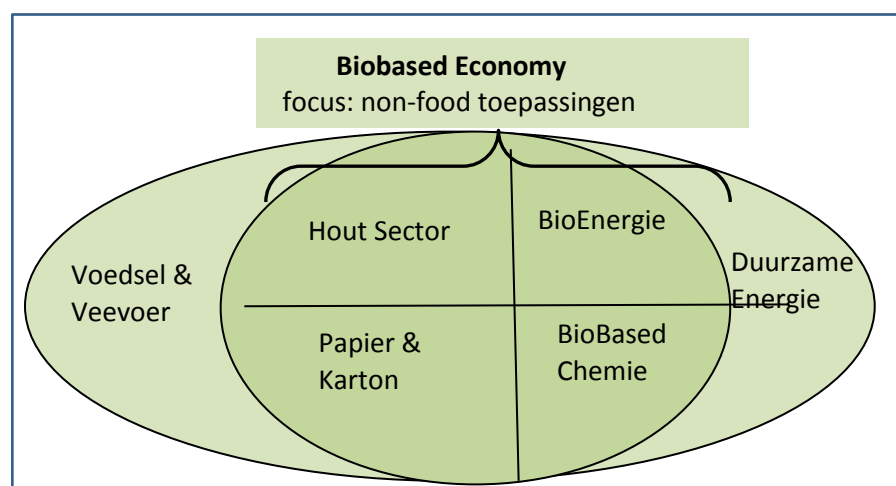 Biobased Economy
focus: non-food toepassingen
Hout Sector
BioEnergie
Voedsel &
Veevoer
Duurzame
Energie
Papier &
Karton
BioBased
Chemie